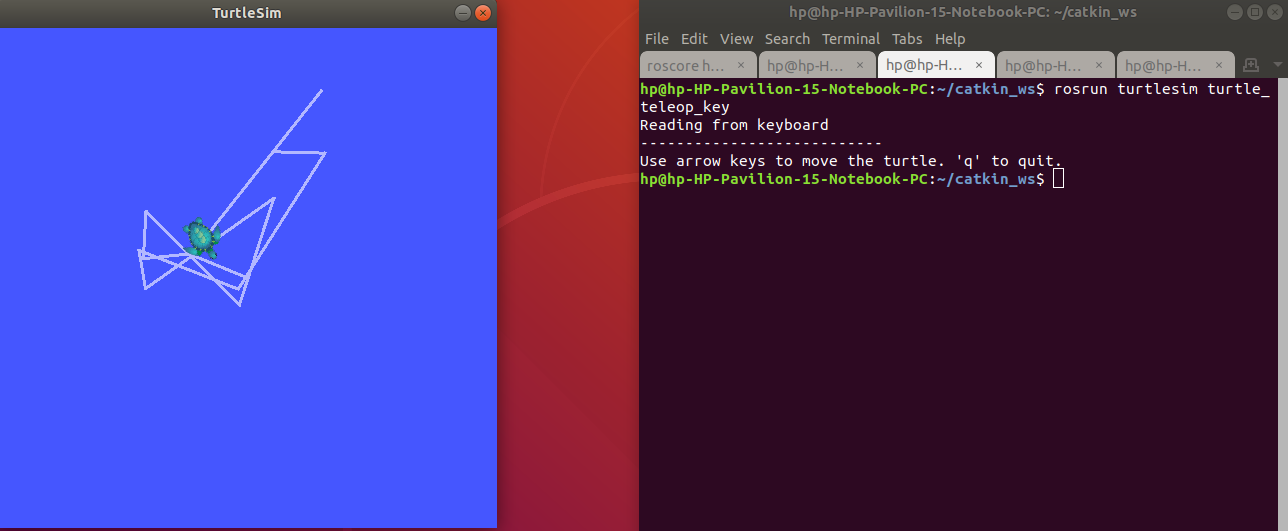 TurtleSim
hp@hp-HP-Pavilion-15-Notebook-PC: ~/catkin_ws
File Edit View Search Terminal Tabs Help
roscore h… × hp@hp-H… × hp@hp-H… × hp@hp-H… × hp@hp-H… ×
hp@hp-HP-Pavilion-15-Notebook-PC:~/catkin_ws$ rosrun turtlesim turtle_
teleop_key
Reading from keyboard
---------------------------
Use arrow keys to move the turtle. 'q' to quit.
hp@hp-HP-Pavilion-15-Notebook-PC:~/catkin_ws$